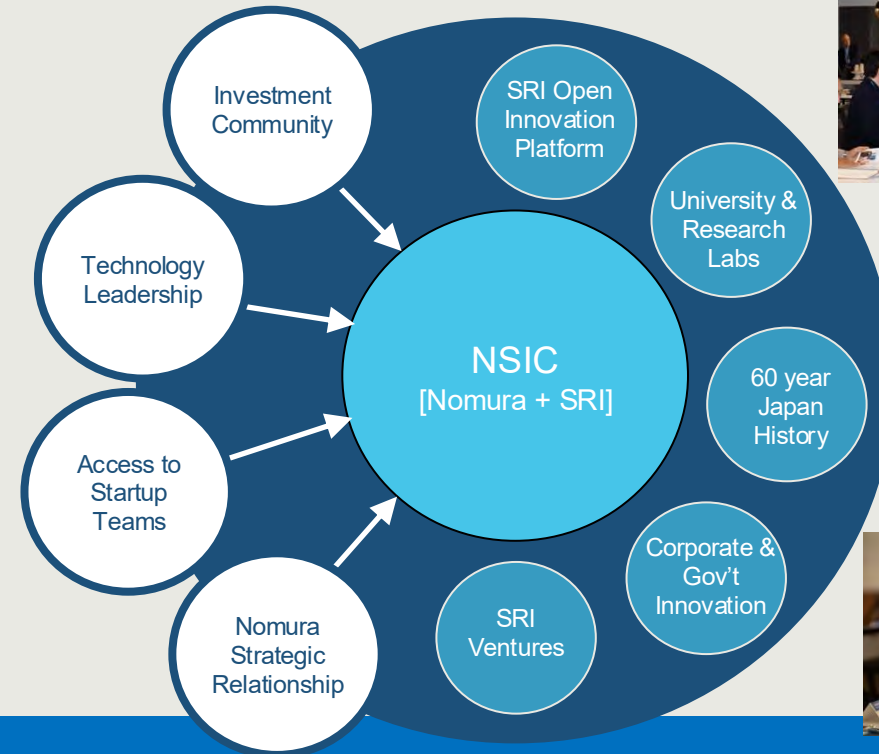 Investment
Community
SRI Open
Innovation
Platform
University &
Research
Labs
Technology
Leadership
NSIC
[Nomura + SRI]
60 year
Japan
History
Access to
Startup
Teams
Corporate &
Gov't
Innovation
SRI
Ventures
Nomura
Strategic
Relationship